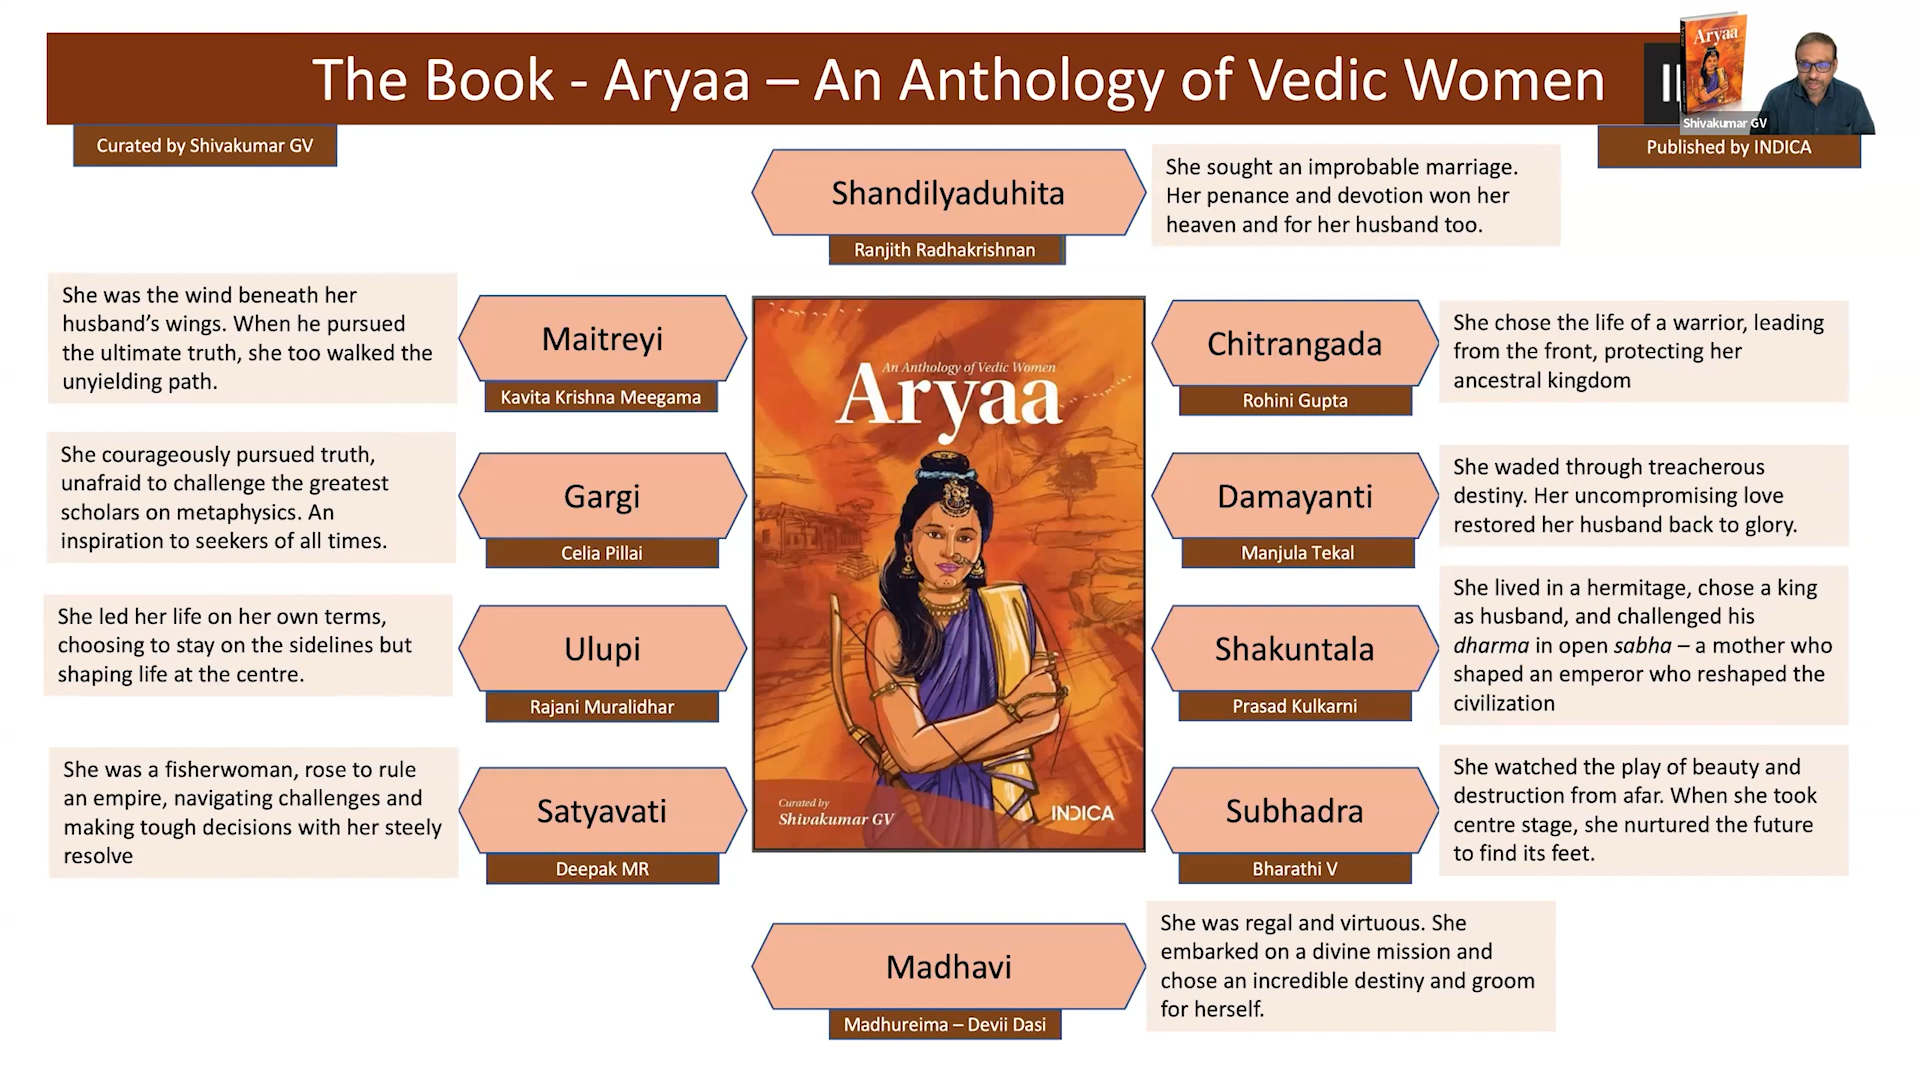 The Book - Aryaa – An Anthology of Vedic Women
Aryaa
Shivakumar GV
Curated by Shivakumar GV
Published by INDICA
Shandilyaduhita
Ranjith Radhakrishnan
She sought an improbable marriage.
Her penance and devotion won her
heaven and for her husband too.
She was the wind beneath her
husband’s wings. When he pursued
the ultimate truth, she too walked the
unyielding path.
Maitreyi
Kavita Krishna Meegama
She courageously pursued truth,
unafraid to challenge the greatest
scholars on metaphysics. An
inspiration to seekers of all times.
Gargi
Celia Pillai
She led her life on her own terms,
choosing to stay on the sidelines but
shaping life at the centre.
Ulupi
Rajani Muralidhar
She was a fisherwoman, rose to rule
an empire, navigating challenges and
making tough decisions with her steely
resolve
Satyavati
Deepak MR
An Anthology of Vedic Women
Aryaa
Curated by
Shivakumar GV
INDICA
Chitrangada
Rohini Gupta
She chose the life of a warrior, leading
from the front, protecting her
ancestral kingdom
Damayanti
Manjula Tekal
She waded through treacherous
destiny. Her uncompromising love
restored her husband back to glory.
Shakuntala
Prasad Kulkarni
She lived in a hermitage, chose a king
as husband, and challenged his
dharma in open sabha – a mother who
shaped an emperor who reshaped the
civilization
Subhadra
Bharathi V
She watched the play of beauty and
destruction from afar. When she took
centre stage, she nurtured the future
to find its feet.
Madhavi
Madhureima – Devii Dasi
She was regal and virtuous. She
embarked on a divine mission and
chose an incredible destiny and groom
for herself.